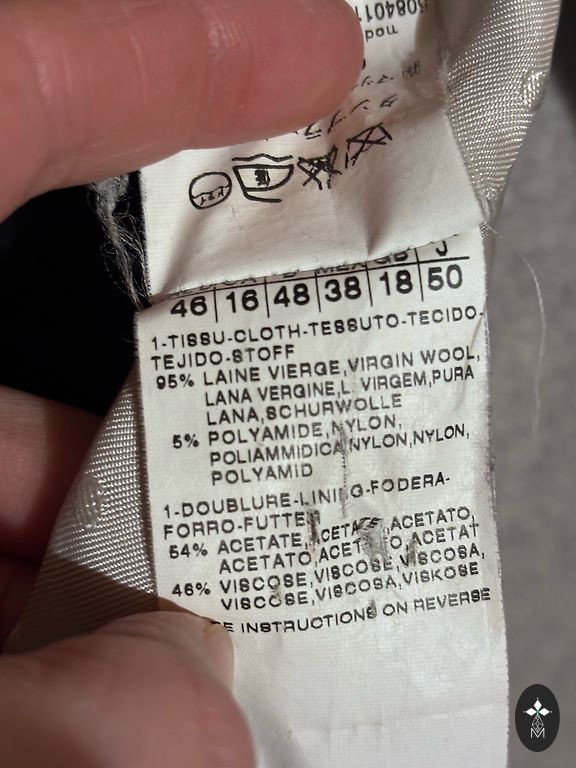 5084011
mod
46 16 48 38 18 50
1-TISSU-CLOTH-TESSUTO-TECIDO-
TEJIDO-STOFF
95% LAINE VIERGE,VIRGIN WOOL,
LANA VERGINE,L. VIRGEM,PURA
LANA,SCHURWOLLE
5% POLYAMIDE,NYLON,
POLIAMMIDICA,NYLON,NYLON,
POLYAMID
1-DOUBLURE-LINING-FODERA-
FORRO-FUTTER
54% ACETATE,ACETATE,ACETATO,
ACETATO,ACETATO,ACETAT
46% VISCOSE,VISCOSE,VISCOSA,
VISCOSE,VISCOSA,VISKOSE
INSTRUCTIONS ON REVERSE
M